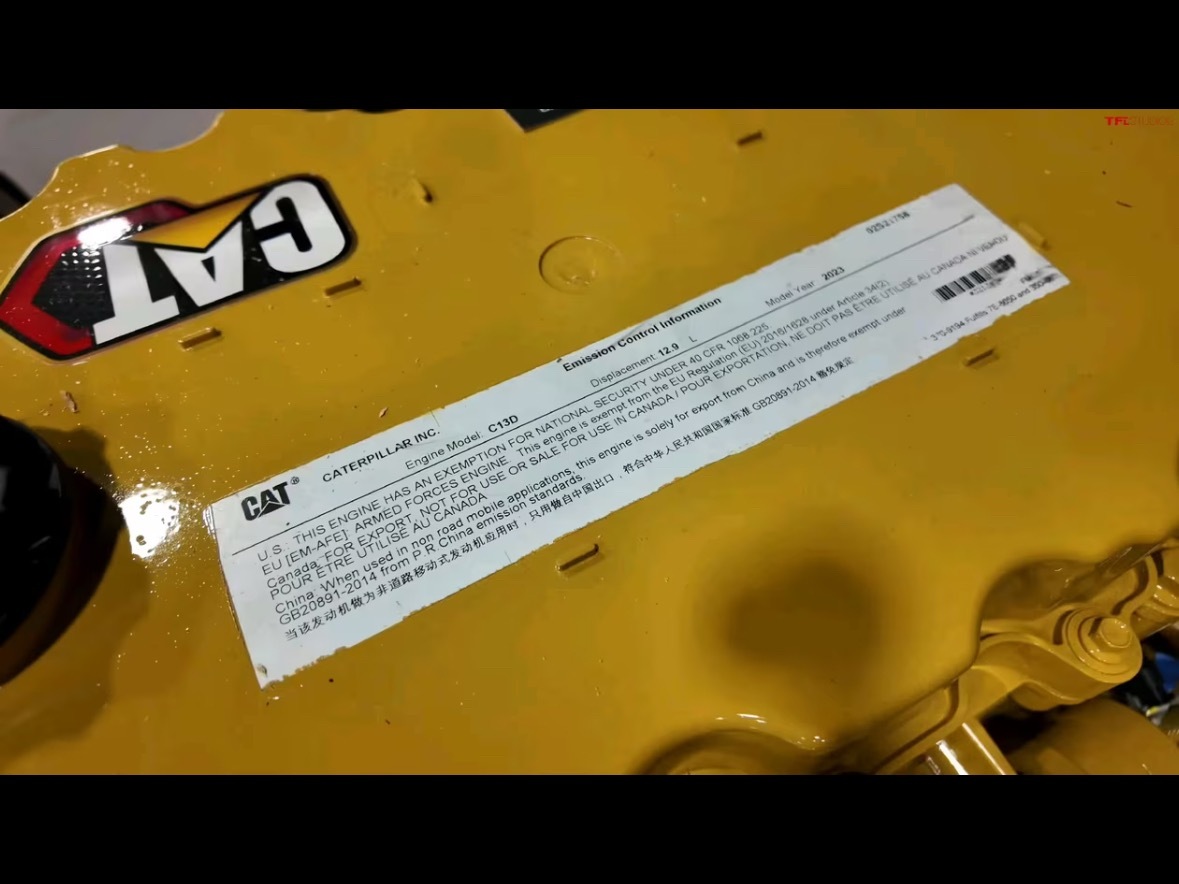 TFLTRUCKS
CAT
CAT®
CATERPILLAR INC.
Emission Control Information
Engine Model: C13D
Displacement 12.9 L
Model Year 2023
U.S.: THIS ENGINE HAS AN EXEMPTION FOR NATIONAL SECURITY UNDER 40 CFR 1068.225
EU [EM-AFE]: ARMED FORCES ENGINE. This engine is exempt from the EU Regulation (EU) 2016/1628 under Article 34(2)
Canada: FOR EXPORT, NOT FOR USE OR SALE FOR USE IN CANADA / POUR EXPORTATION, NE DOIT PAS ÊTRE UTILISÉ AU CANADA NI VENDU
POUR ÊTRE UTILISÉ AU CANADA
China: When used in non road mobile applications, this engine is solely for export from China and is therefore exempt under
GB20891-2014 from P.R China emission standards.
当该发动机做为非道路移动式发动机应用时，只用做自中国出口，符合中华人民共和国国家标准 GB20891-2014 豁免规定